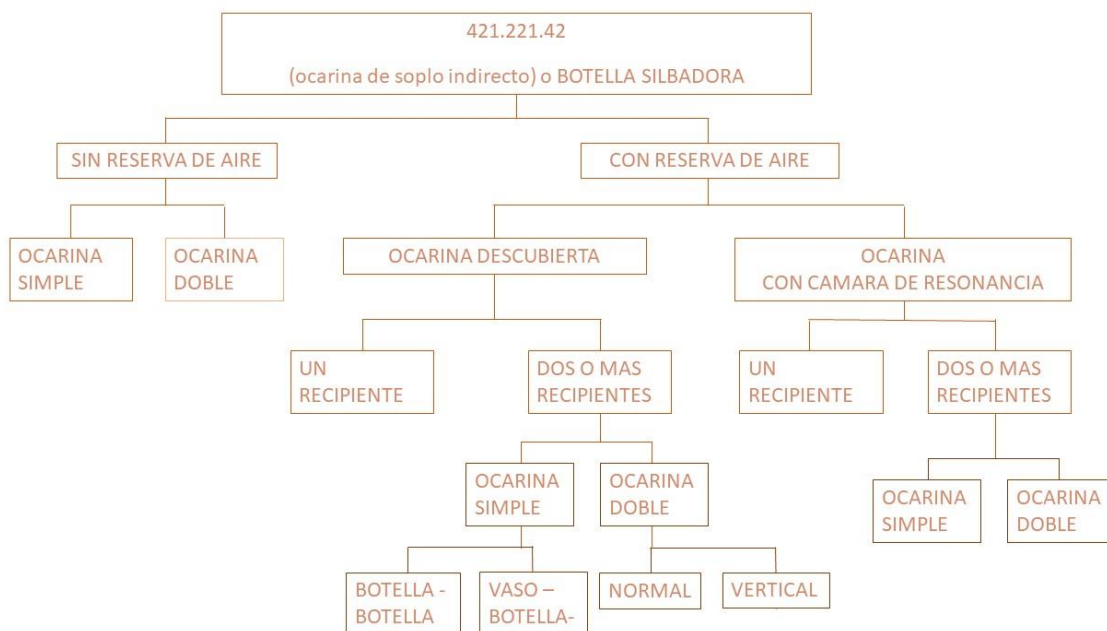 421.221.42
(ocarina de soplo indirecto) o BOTELLA SILBADORA
SIN RESERVA DE AIRE
CON RESERVA DE AIRE
OCARINA
SIMPLE
OCARINA
DOBLE
OCARINA DESCUBIERTA
OCARINA
CON CAMARA DE RESONANCIA
UN
RECIPIENTE
DOS O MAS
RECIPIENTES
UN
RECIPIENTE
DOS O MAS
RECIPIENTES
OCARINA
SIMPLE
OCARINA
DOBLE
OCARINA
SIMPLE
OCARINA
DOBLE
BOTELLA -
BOTELLA
VASO –
BOTELLA-
NORMAL
VERTICAL